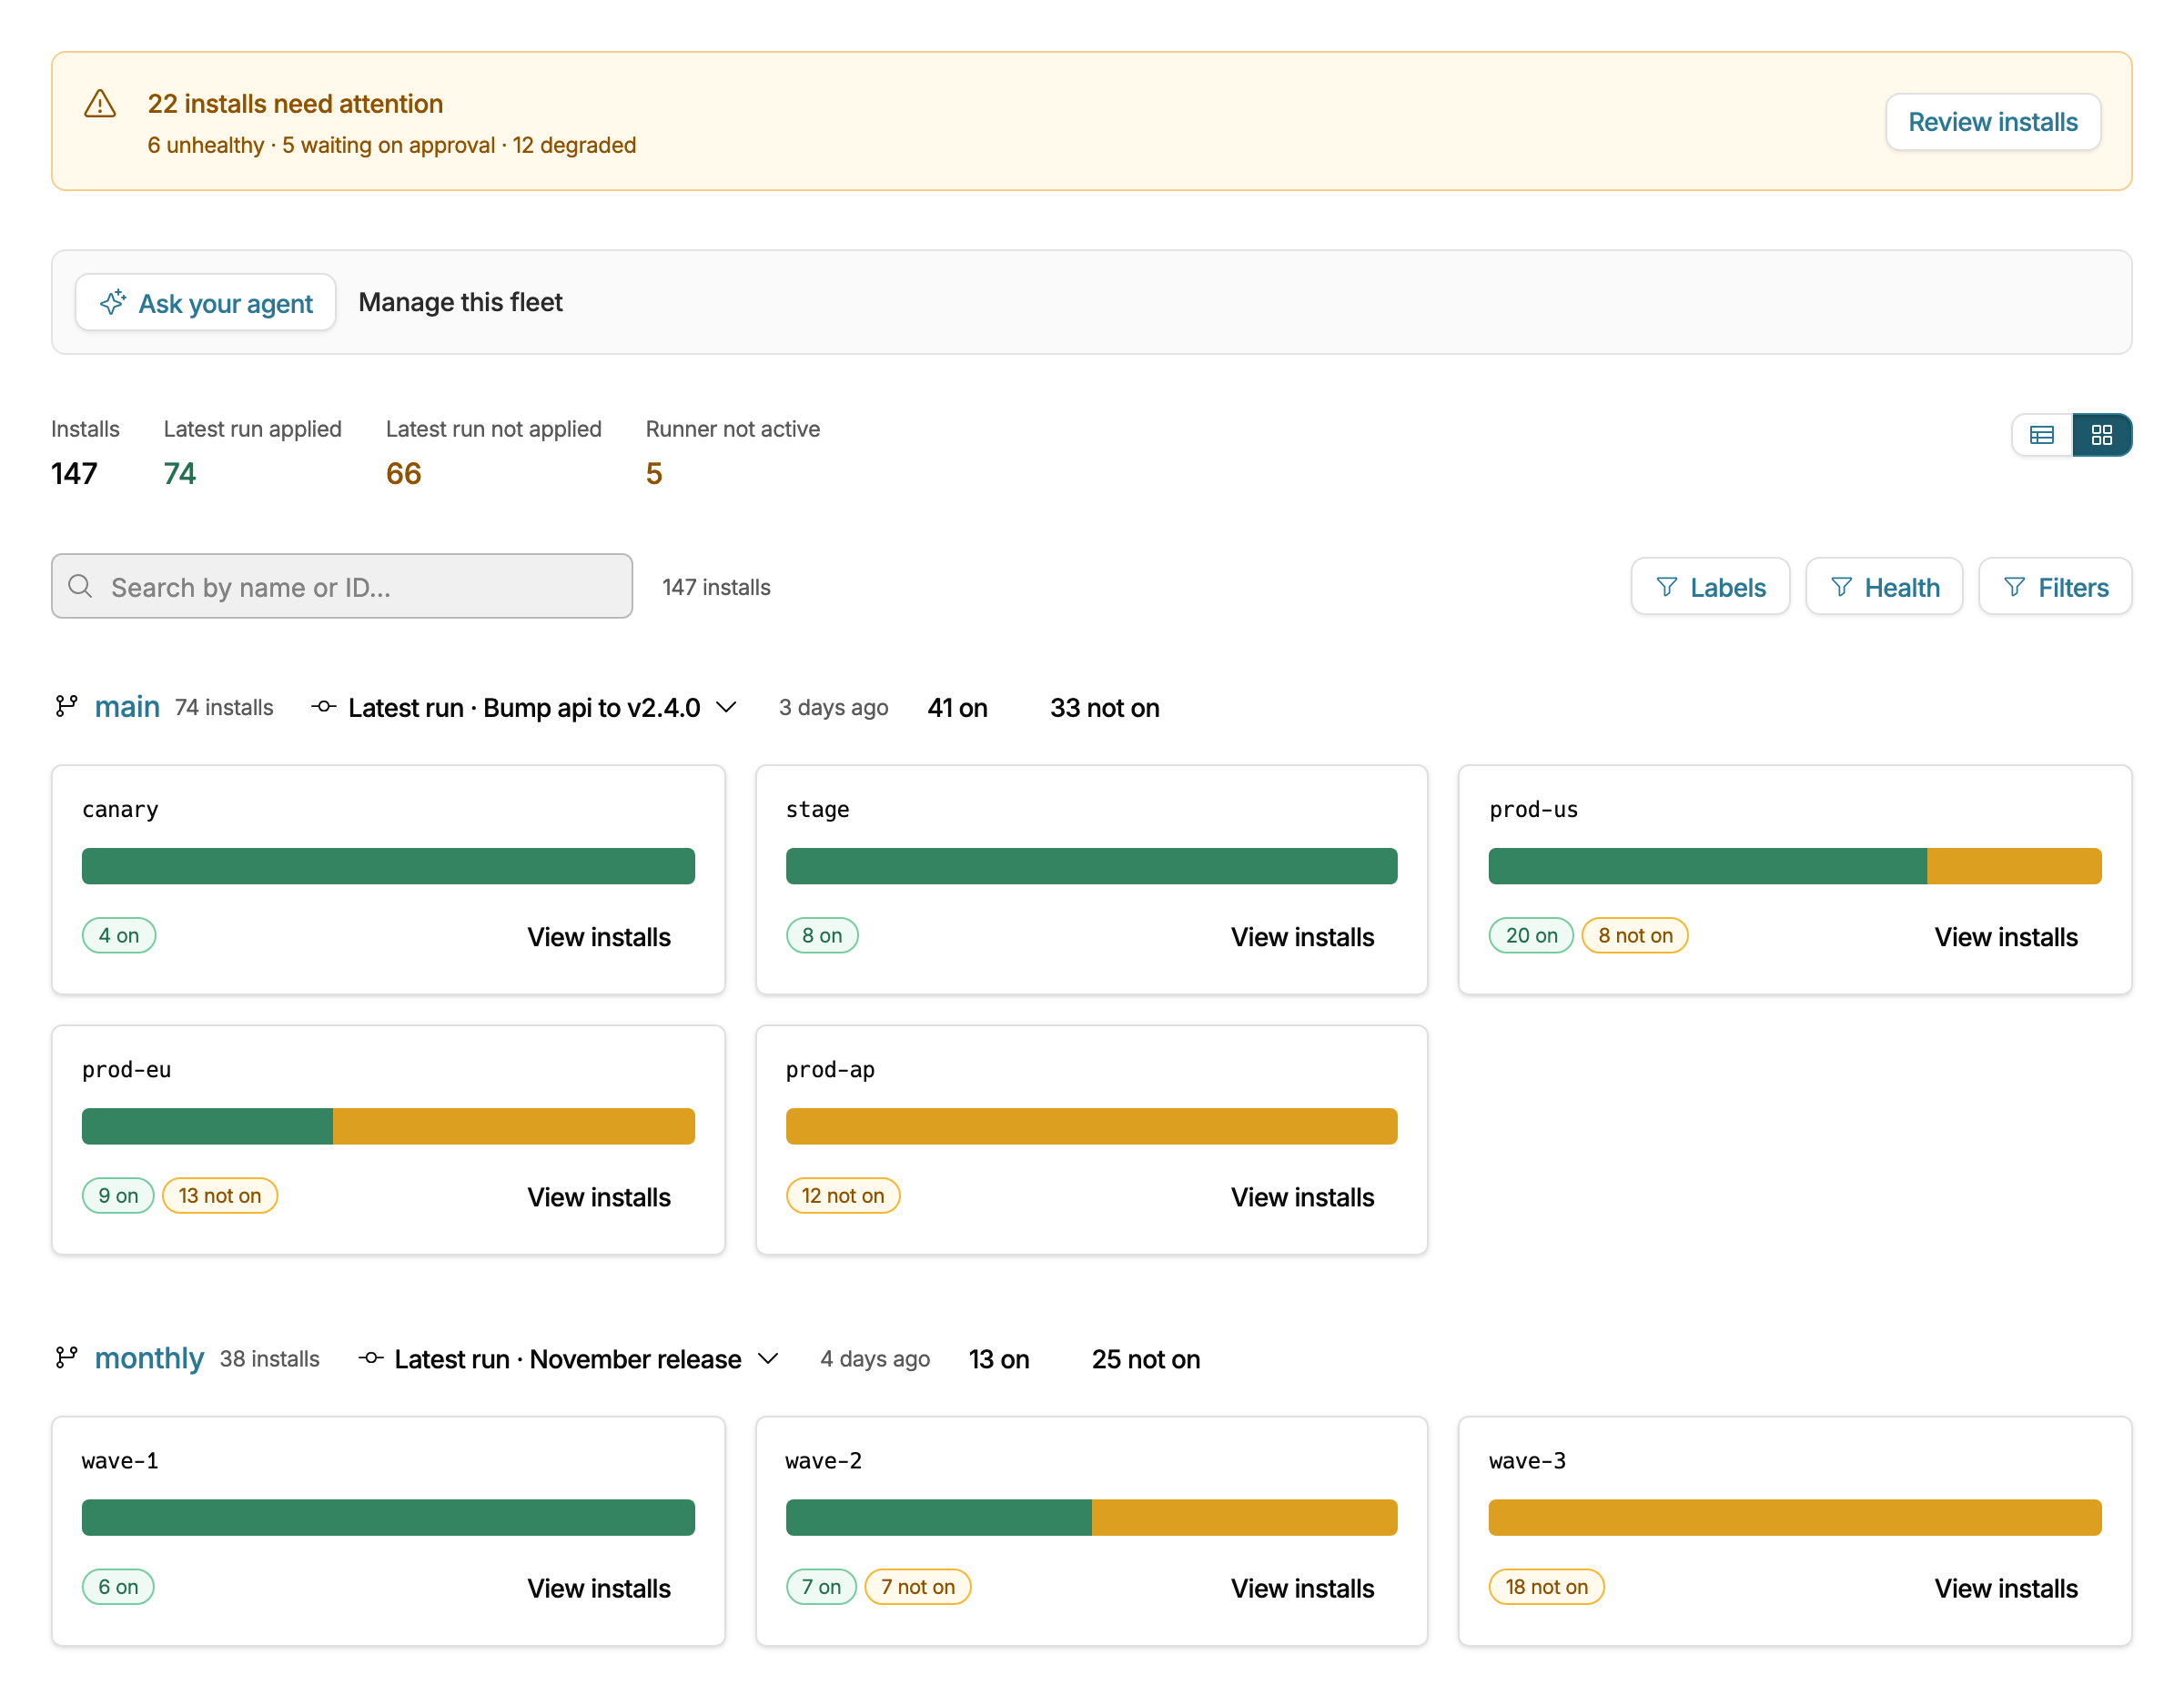 22 installs need attention
6 unhealthy · 5 waiting on approval · 12 degraded
Review installs
Ask your agent
Manage this fleet
Installs
147
Latest run applied
74
Latest run not applied
66
Runner not active
5
Search by name or ID...
147 installs
Labels
Health
Filters
main 74 installs Latest run · Bump api to v2.4.0 3 days ago 41 on 33 not on
canary
4 on
View installs
stage
8 on
View installs
prod-us
20 on 8 not on
View installs
prod-eu
9 on 13 not on
View installs
prod-ap
12 not on
View installs
monthly 38 installs Latest run · November release 4 days ago 13 on 25 not on
wave-1
6 on
View installs
wave-2
7 on 7 not on
View installs
wave-3
18 not on
View installs